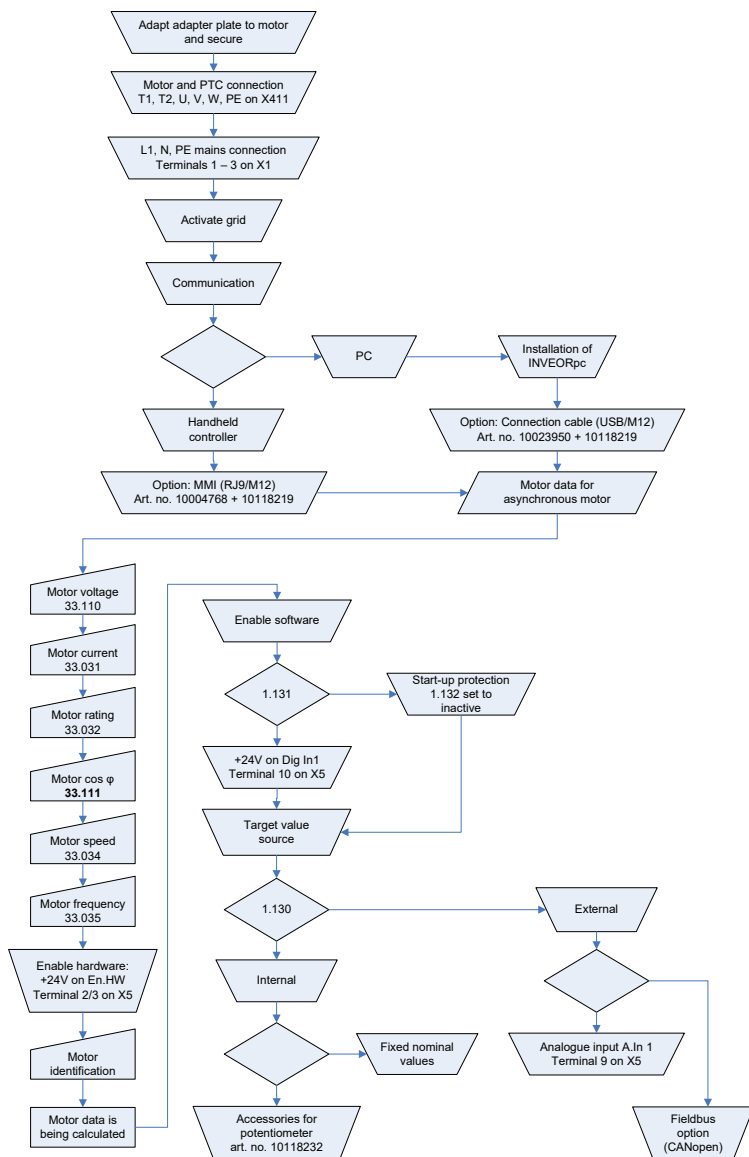 Adapt adapter plate to motor
and secure
Motor and PTC connection
T1, T2, U, V, W, PE on X411
L1, N, PE mains connection
Terminals 1 – 3 on X1
Activate grid
Communication
PC
Installation of
INVEORpc
Handheld
controller
Option: Connection cable (USB/M12)
Art. no. 10023950 + 10118219
Option: MMI (RJ9/M12)
Art. no. 10004768 + 10118219
Motor data for
asynchronous motor
Motor voltage
33.110
Motor current
33.031
Motor rating
33.032
Motor cos φ
33.111
Motor speed
33.034
Motor frequency
33.035
Enable hardware:
+24V on En.HW
Terminal 2/3 on X5
Motor
identification
Motor data is
being calculated
Enable software
1.131
Start-up protection
1.132 set to
inactive
+24V on Dig In1
Terminal 10 on X5
Target value
source
1.130
External
Internal
Fixed nominal
values
Analogue input A.In 1
Terminal 9 on X5
Accessories for
potentiometer
art. no. 10118232
Fieldbus
option
(CANopen)